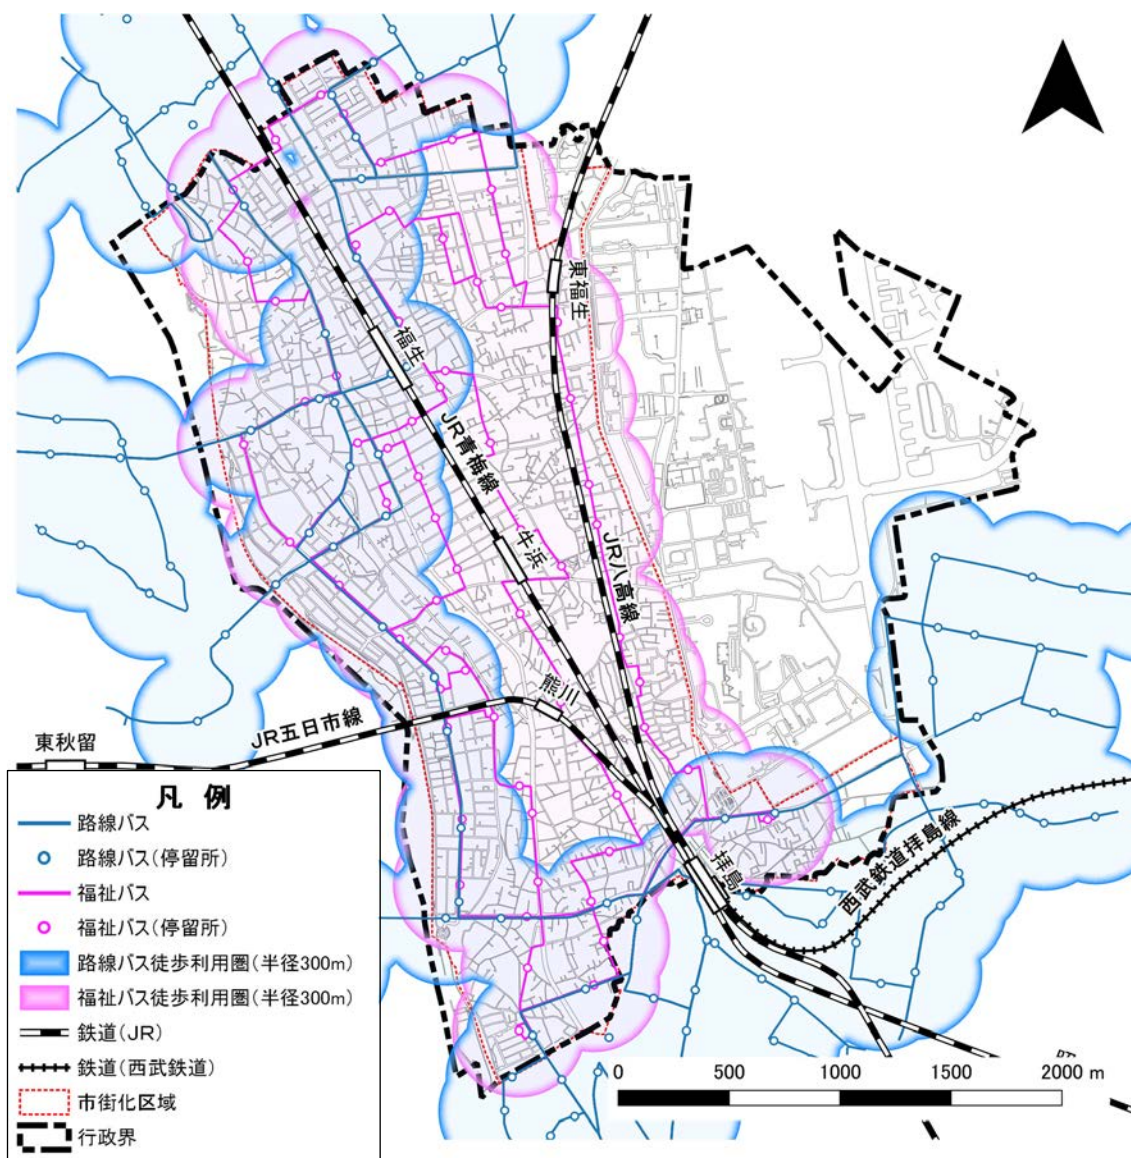 東福生
福生
JR青梅線
牛浜
JR八高線
熊川
JR五日市線
東秋留
拝島
西武鉄道拝島線
凡 例
路線バス
路線バス(停留所)
福祉バス
福祉バス(停留所)
路線バス徒歩利用圏(半径300m)
福祉バス徒歩利用圏(半径300m)
鉄道(JR)
鉄道(西武鉄道)
市街化区域
行政界
0 500 1000 1500 2000 m